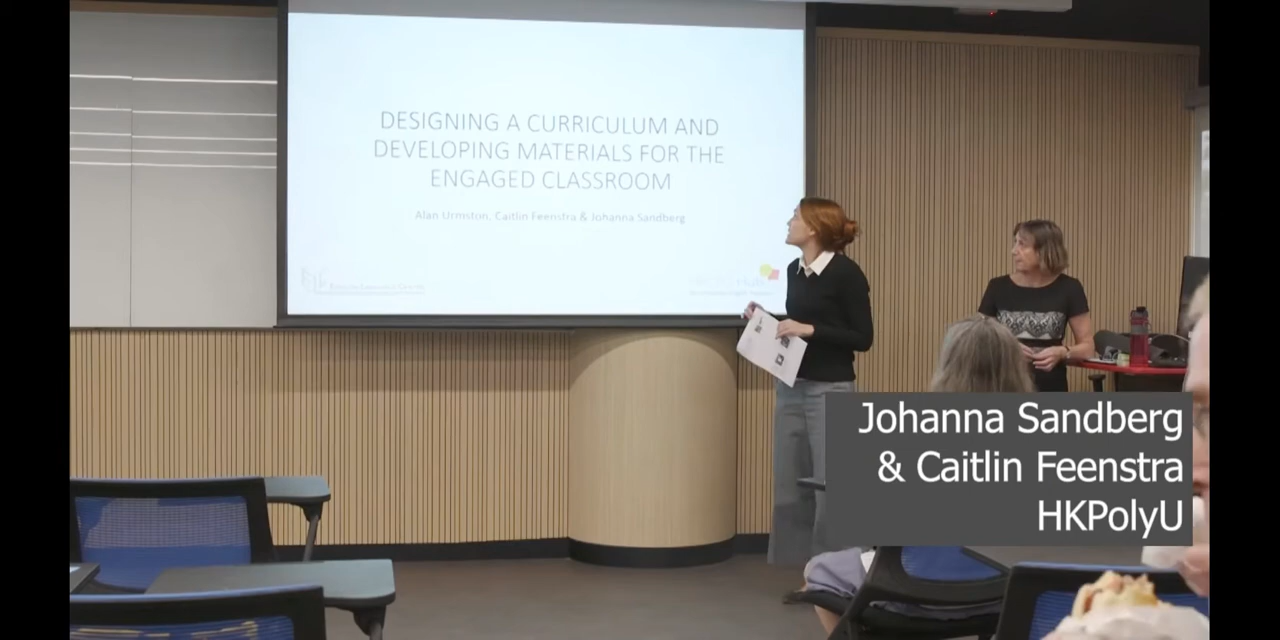 DESIGNING A CURRICULUM AND
DEVELOPING MATERIALS FOR THE
ENGAGED CLASSROOM
Alan Urmston, Caitlin Feenstra & Johanna Sandberg
Johanna Sandberg
& Caitlin Feenstra
HKPolyU